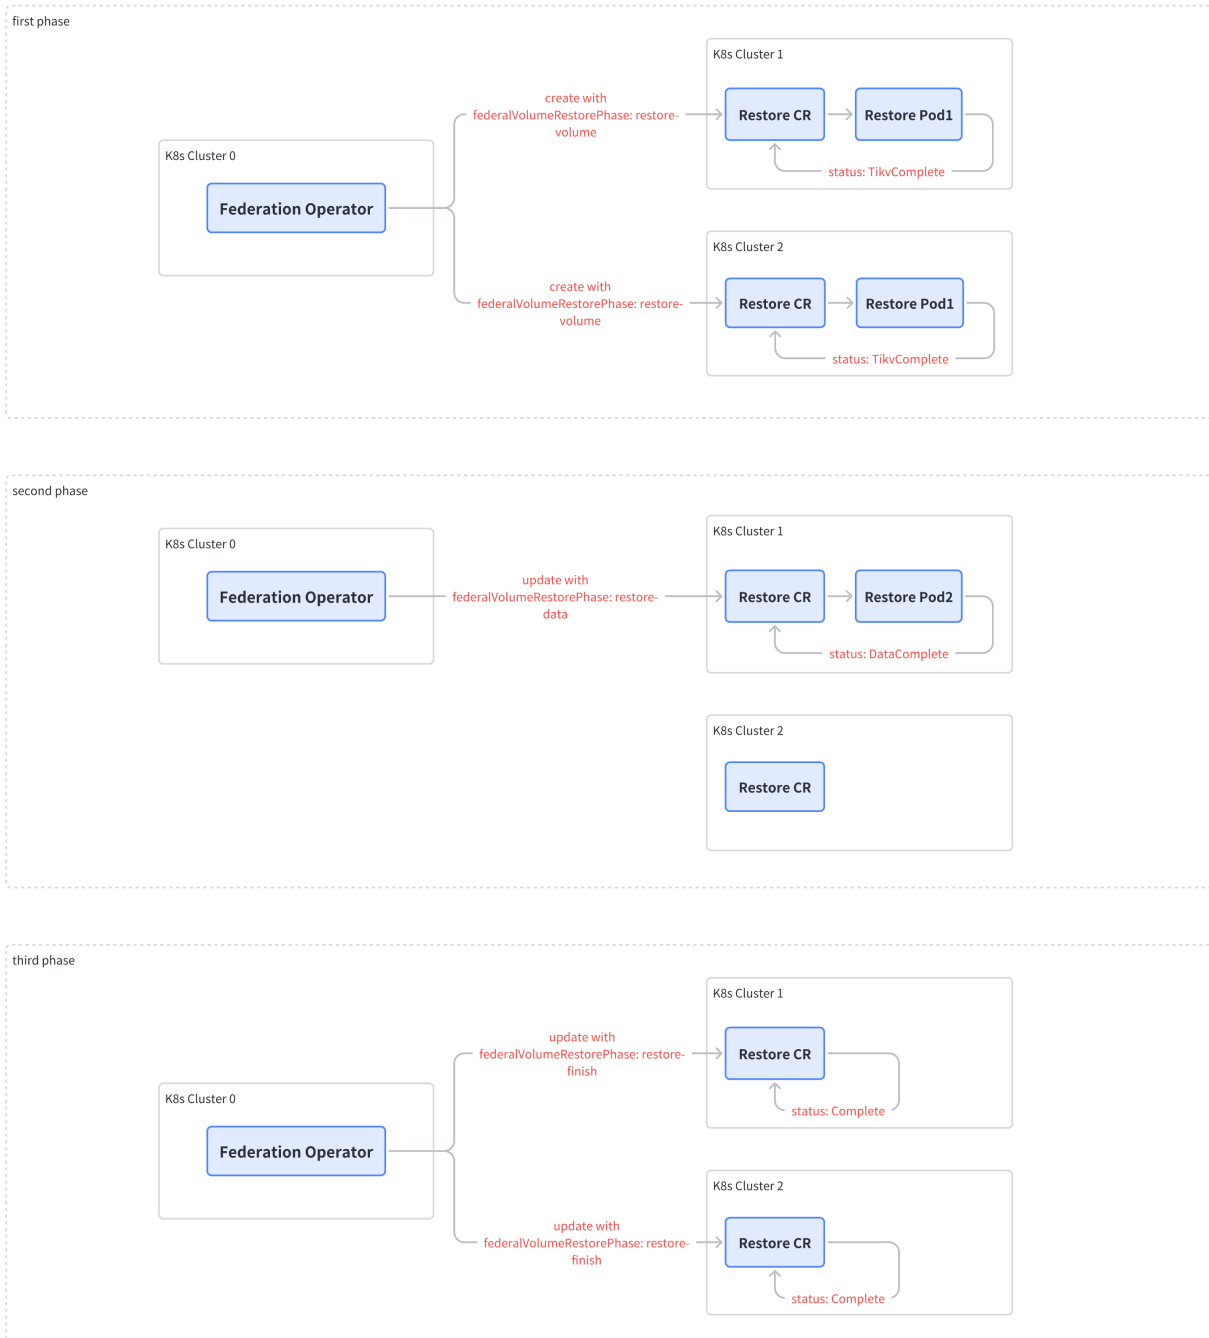 first phase
K8s Cluster 0
Federation Operator
create with
federalVolumeRestorePhase: restore-
volume
K8s Cluster 1
Restore CR
Restore Pod1
status: TikvComplete
create with
federalVolumeRestorePhase: restore-
volume
K8s Cluster 2
Restore CR
Restore Pod1
status: TikvComplete
second phase
K8s Cluster 0
Federation Operator
update with
federalVolumeRestorePhase: restore-
data
K8s Cluster 1
Restore CR
Restore Pod2
status: DataComplete
K8s Cluster 2
Restore CR
third phase
K8s Cluster 0
Federation Operator
update with
federalVolumeRestorePhase: restore-
finish
K8s Cluster 1
Restore CR
status: Complete
update with
federalVolumeRestorePhase: restore-
finish
K8s Cluster 2
Restore CR
status: Complete